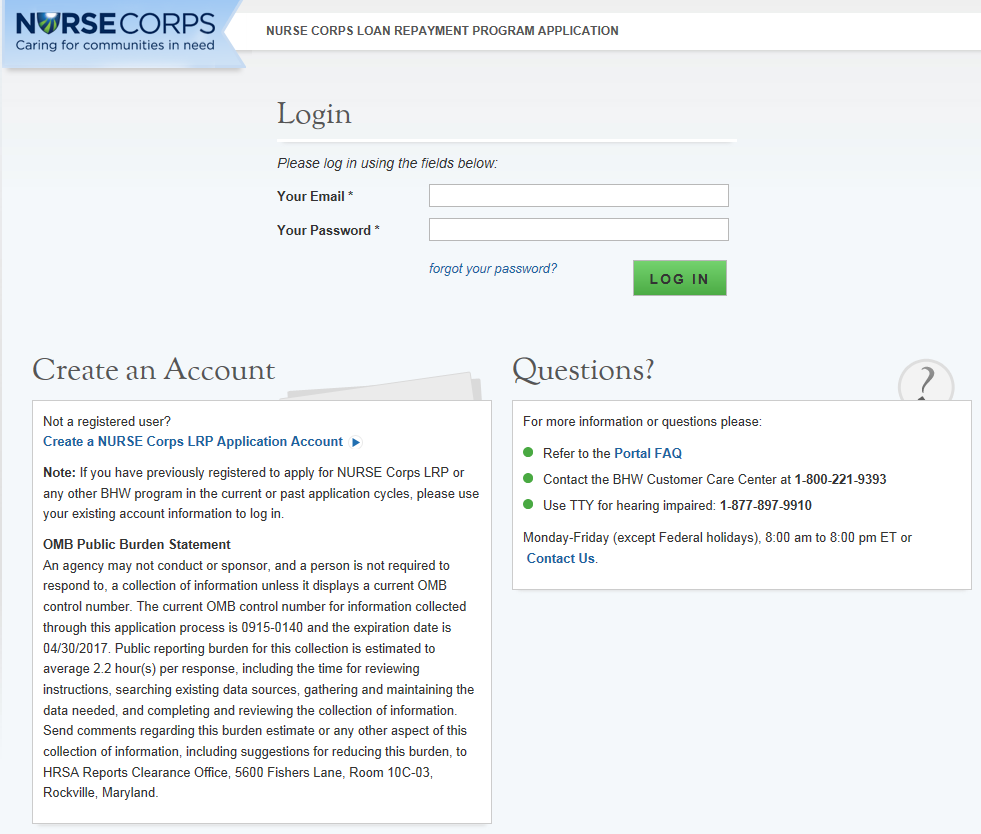 NURSE CORPS
Caring for communities in need
NURSE CORPS LOAN REPAYMENT PROGRAM APPLICATION
Login
Please log in using the fields below:
Your Email *
Your Password *
forgot your password?
LOG IN
Create an Account
Not a registered user?
Create a NURSE Corps LRP Application Account
Note: If you have previously registered to apply for NURSE Corps LRP or
any other BHW program in the current or past application cycles, please use
your existing account information to log in.
OMB Public Burden Statement
An agency may not conduct or sponsor, and a person is not required to
respond to, a collection of information unless it displays a current OMB
control number. The current OMB control number for information collected
through this application process is 0915-0140 and the expiration date is
04/30/2017. Public reporting burden for this collection is estimated to
average 2.2 hour(s) per response, including the time for reviewing
instructions, searching existing data sources, gathering and maintaining the
data needed, and completing and reviewing the collection of information.
Send comments regarding this burden estimate or any other aspect of this
collection of information, including suggestions for reducing this burden, to
HRSA Reports Clearance Office, 5600 Fishers Lane, Room 10C-03,
Rockville, Maryland.
Questions?
?
For more information or questions please:
Refer to the Portal FAQ
Contact the BHW Customer Care Center at 1-800-221-9393
Use TTY for hearing impaired: 1-877-897-9910
Monday-Friday (except Federal holidays), 8:00 am to 8:00 pm ET or
Contact Us.